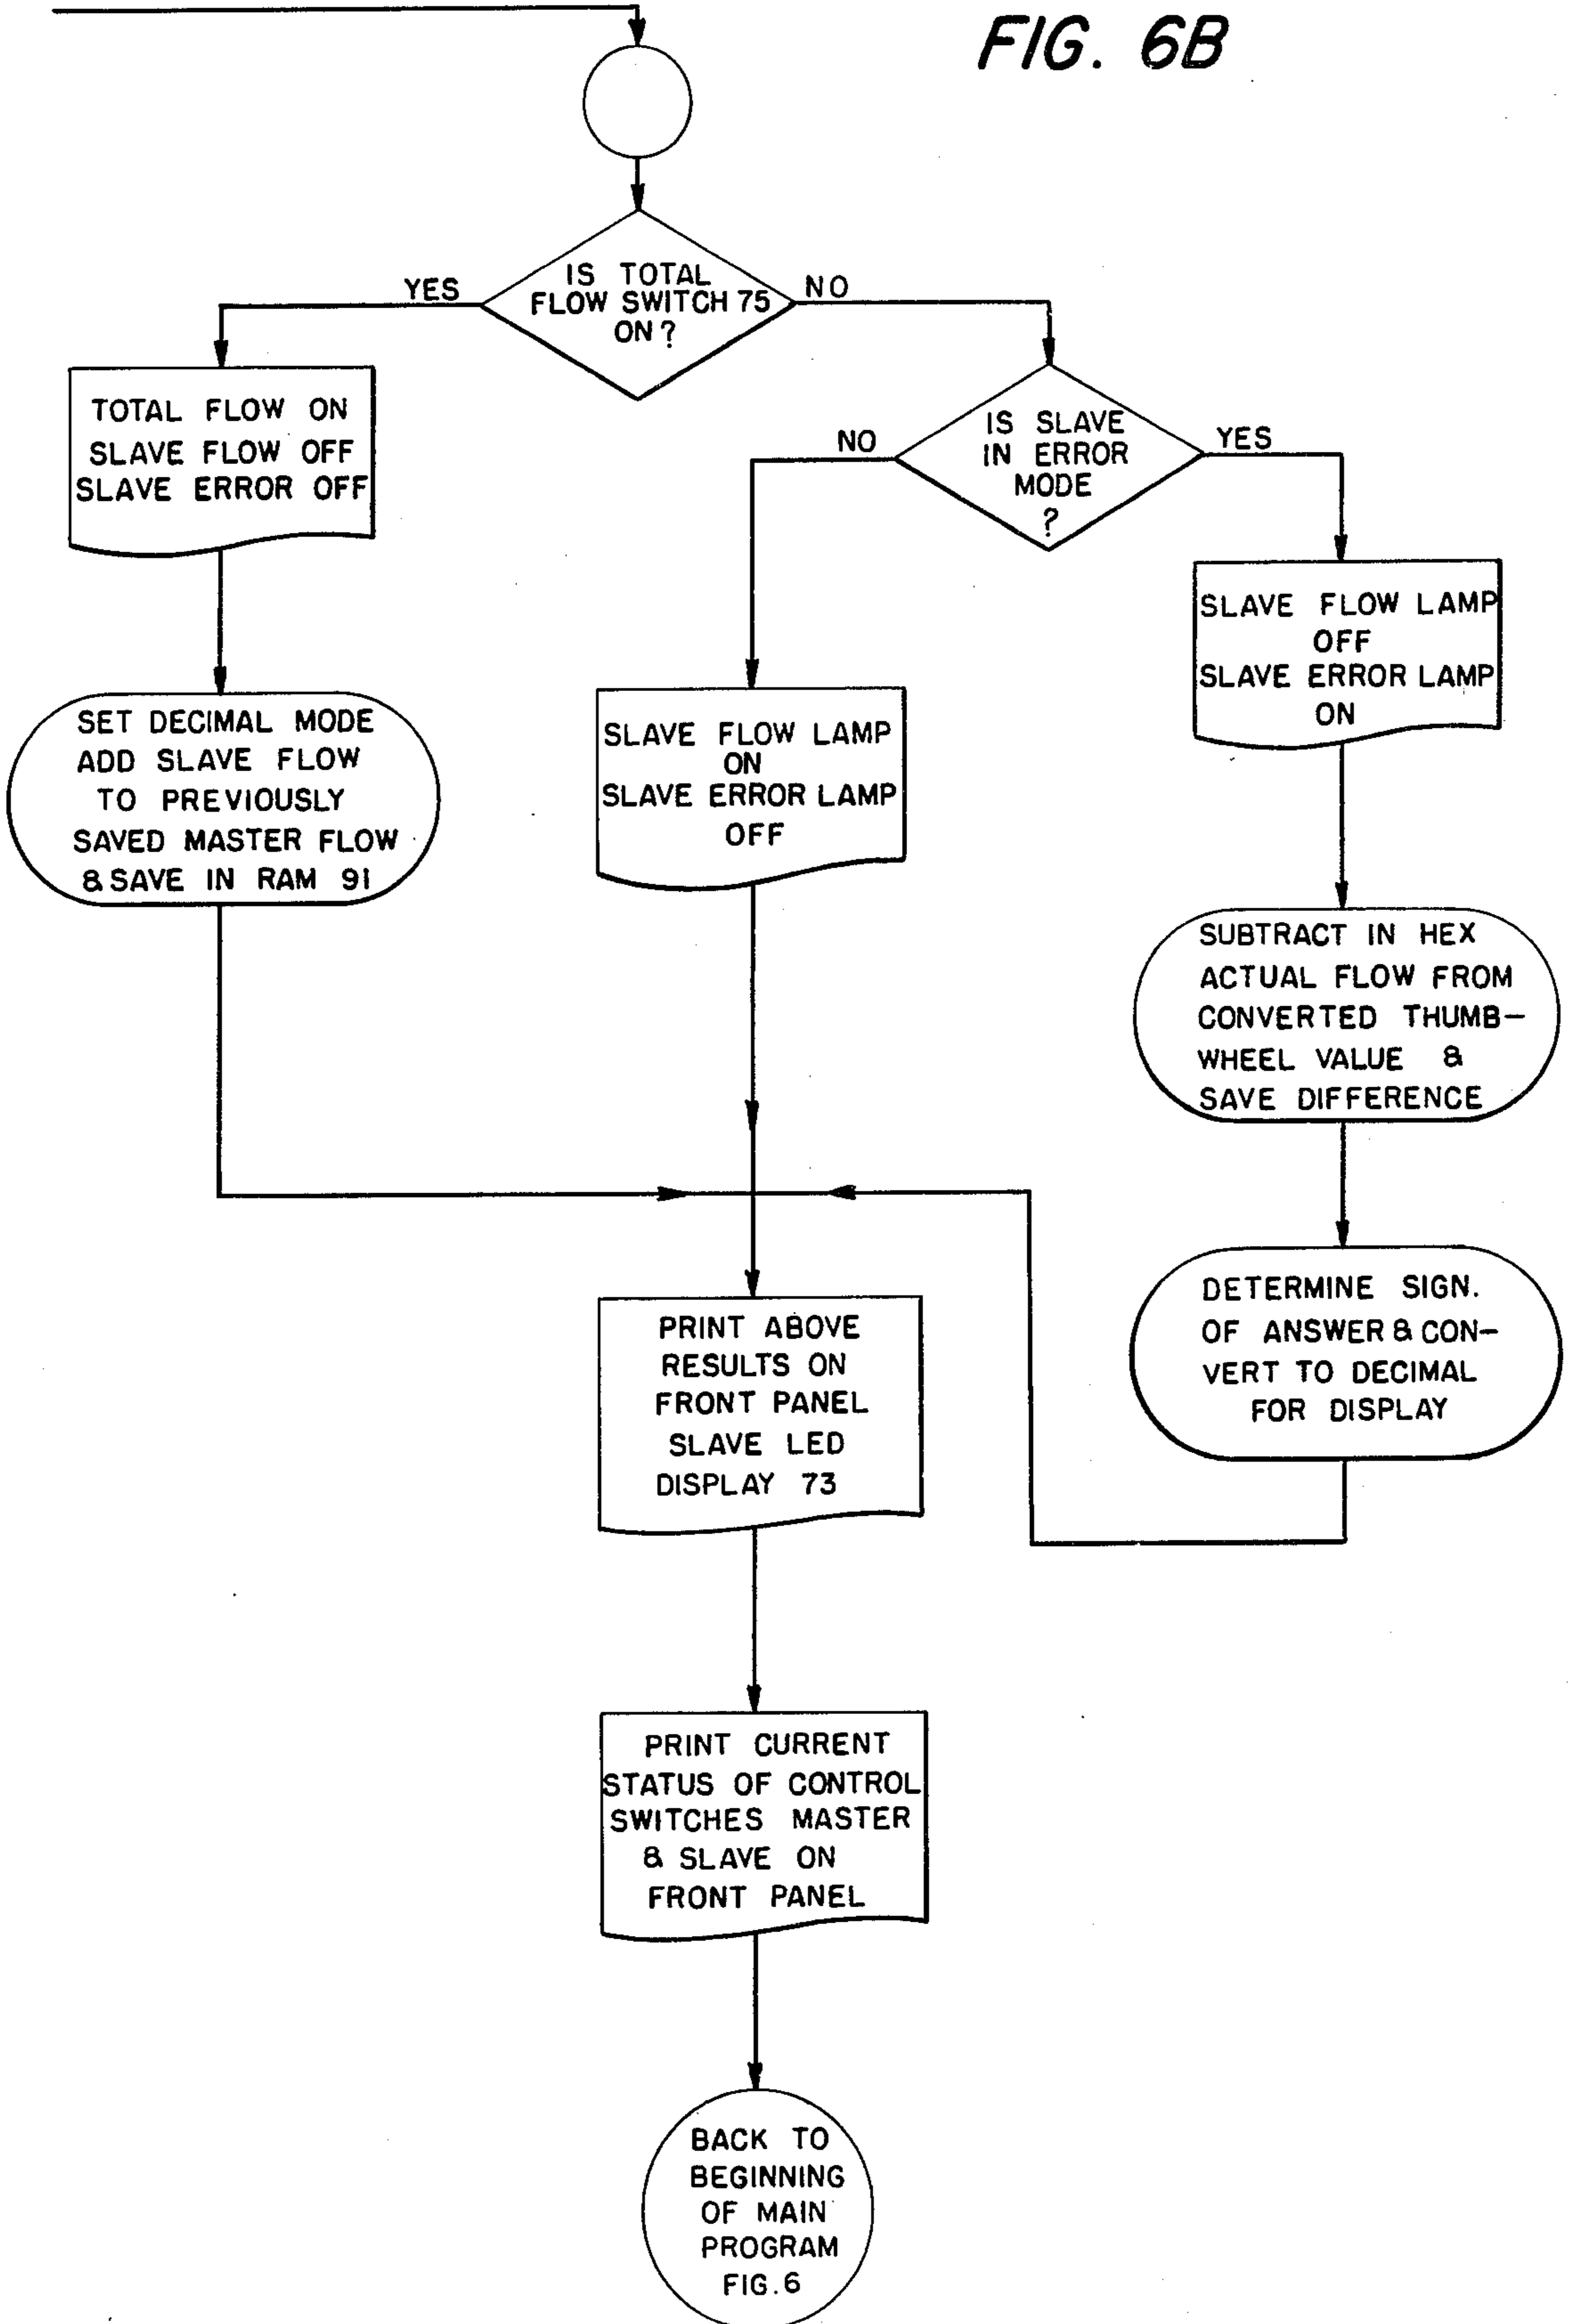 FIG. 6B
IS TOTAL
FLOW SWITCH 75
ON?
YES
NO
TOTAL FLOW ON
SLAVE FLOW OFF
SLAVE ERROR OFF
IS SLAVE
IN ERROR
MODE
?
NO
YES
SLAVE FLOW LAMP
OFF
SLAVE ERROR LAMP
ON
SET DECIMAL MODE
ADD SLAVE FLOW
TO PREVIOUSLY
SAVED MASTER FLOW
& SAVE IN RAM 91
SLAVE FLOW LAMP
ON
SLAVE ERROR LAMP
OFF
SUBTRACT IN HEX
ACTUAL FLOW FROM
CONVERTED THUMB-
WHEEL VALUE &
SAVE DIFFERENCE
DETERMINE SIGN.
OF ANSWER & CON-
VERT TO DECIMAL
FOR DISPLAY
PRINT ABOVE
RESULTS ON
FRONT PANEL
SLAVE LED
DISPLAY 73
PRINT CURRENT
STATUS OF CONTROL
SWITCHES MASTER
& SLAVE ON
FRONT PANEL
BACK TO
BEGINNING
OF MAIN
PROGRAM
FIG. 6